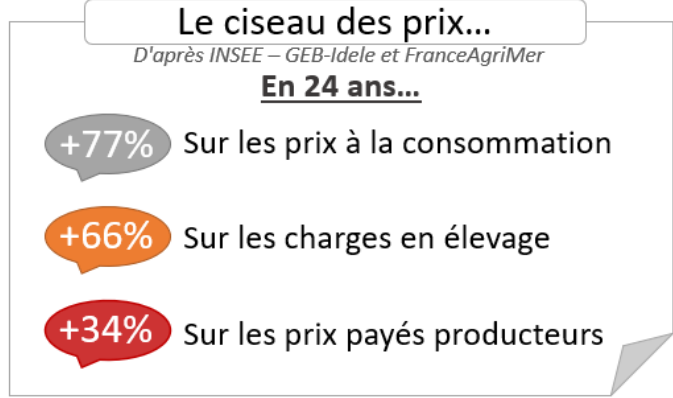 Le ciseau des prix...
D'après INSEE – GEB-Idele et FranceAgriMer
En 24 ans...
+77% Sur les prix à la consommation
+66% Sur les charges en élevage
+34% Sur les prix payés producteurs